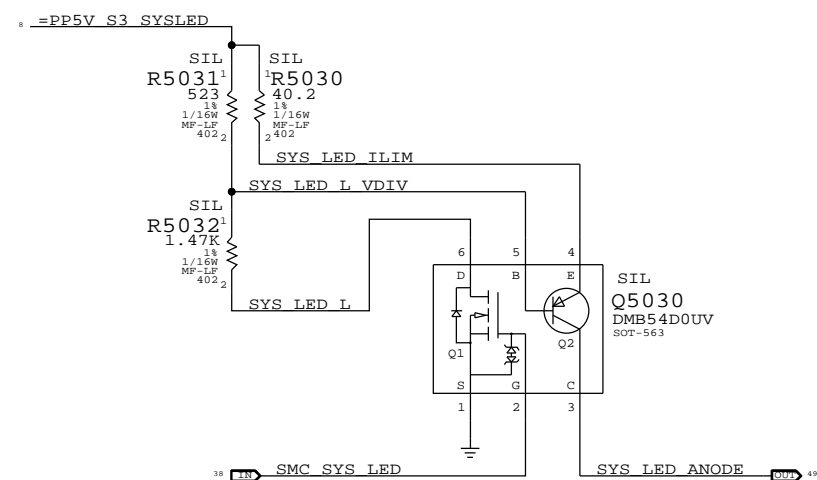 8 =PP5V_S3_SYSLED
SIL SIL
R5031 1 1 R5030
523 40.2
1% 1%
1/16W 1/16W
MF-LF MF-LF
402 2 2 402
SYS_LED_ILIM
SYS_LED_L_VDIV
SIL
R5032 1
1.47K
1%
1/16W
MF-LF
402 2
SYS_LED_L
6 5 4
D B E
SIL
Q5030
DMB54D0UV
SOT-563
Q1 Q2
S G C
1 2 3
38 IN SMC_SYS_LED
SYS_LED_ANODE OUT 49